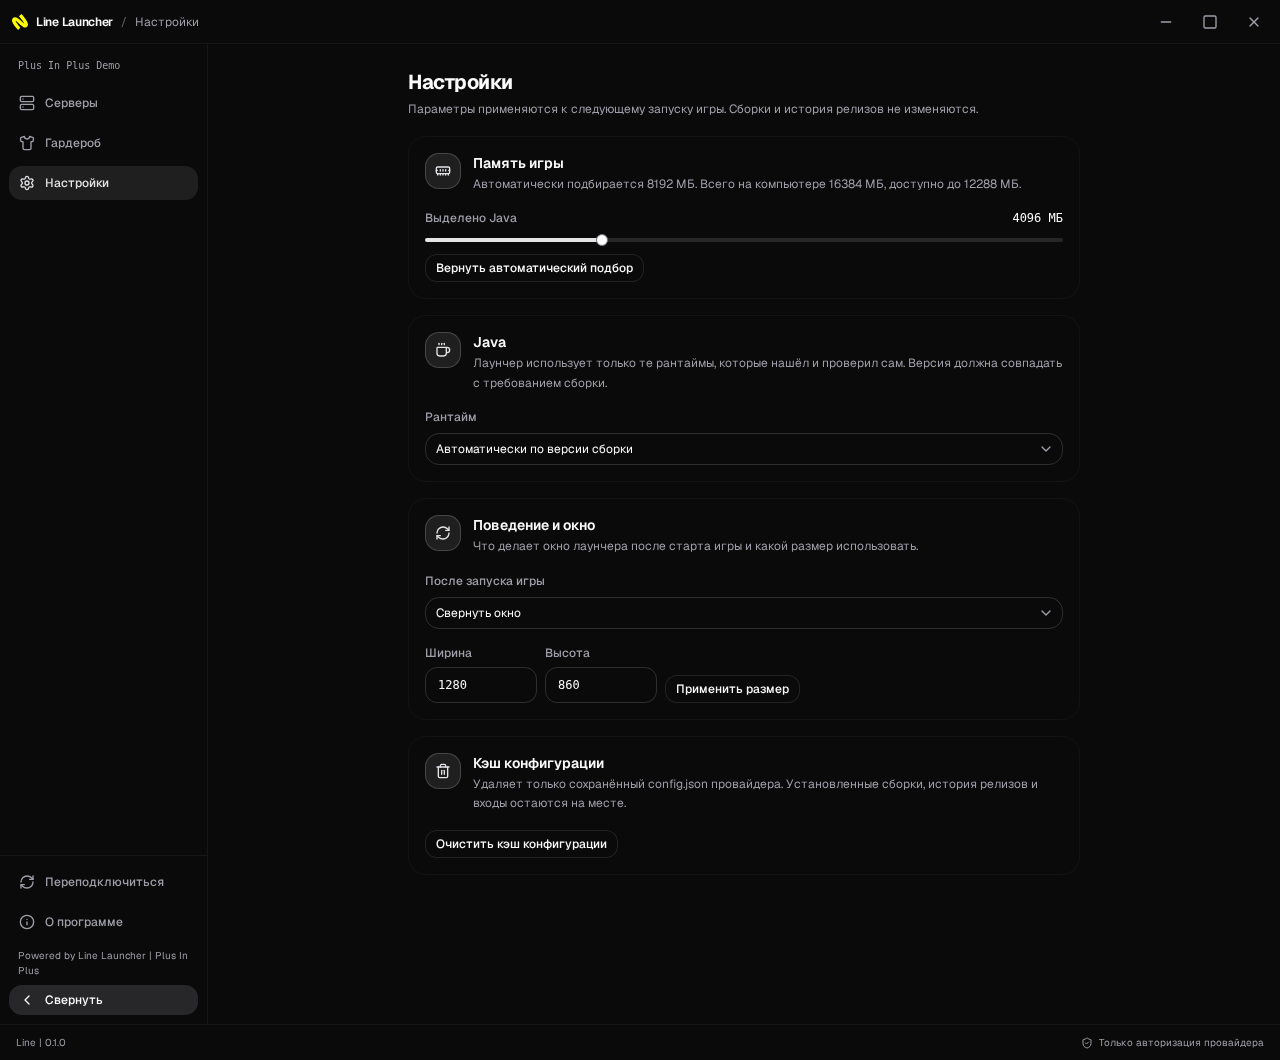 Line Launcher / Настройки
Plus In Plus Demo
Серверы
Гардероб
Настройки
Настройки
Параметры применяются к следующему запуску игры. Сборки и история релизов не изменяются.
Память игры
Автоматически подбирается 8192 МБ. Всего на компьютере 16384 МБ, доступно до 12288 МБ.
Выделено Java
4096 МБ
Вернуть автоматический подбор
Java
Лаунчер использует только те рантаймы, которые нашёл и проверил сам. Версия должна совпадать
с требованием сборки.
Рантайм
Автоматически по версии сборки
Поведение и окно
Что делает окно лаунчера после старта игры и какой размер использовать.
После запуска игры
Свернуть окно
Ширина
Высота
1280
860
Применить размер
Кэш конфигурации
Удаляет только сохранённый config.json провайдера. Установленные сборки, история релизов и
входы остаются на месте.
Очистить кэш конфигурации
Переподключиться
О программе
Powered by Line Launcher | Plus In
Plus
Свернуть
Line | 0.1.0
Только авторизация провайдера